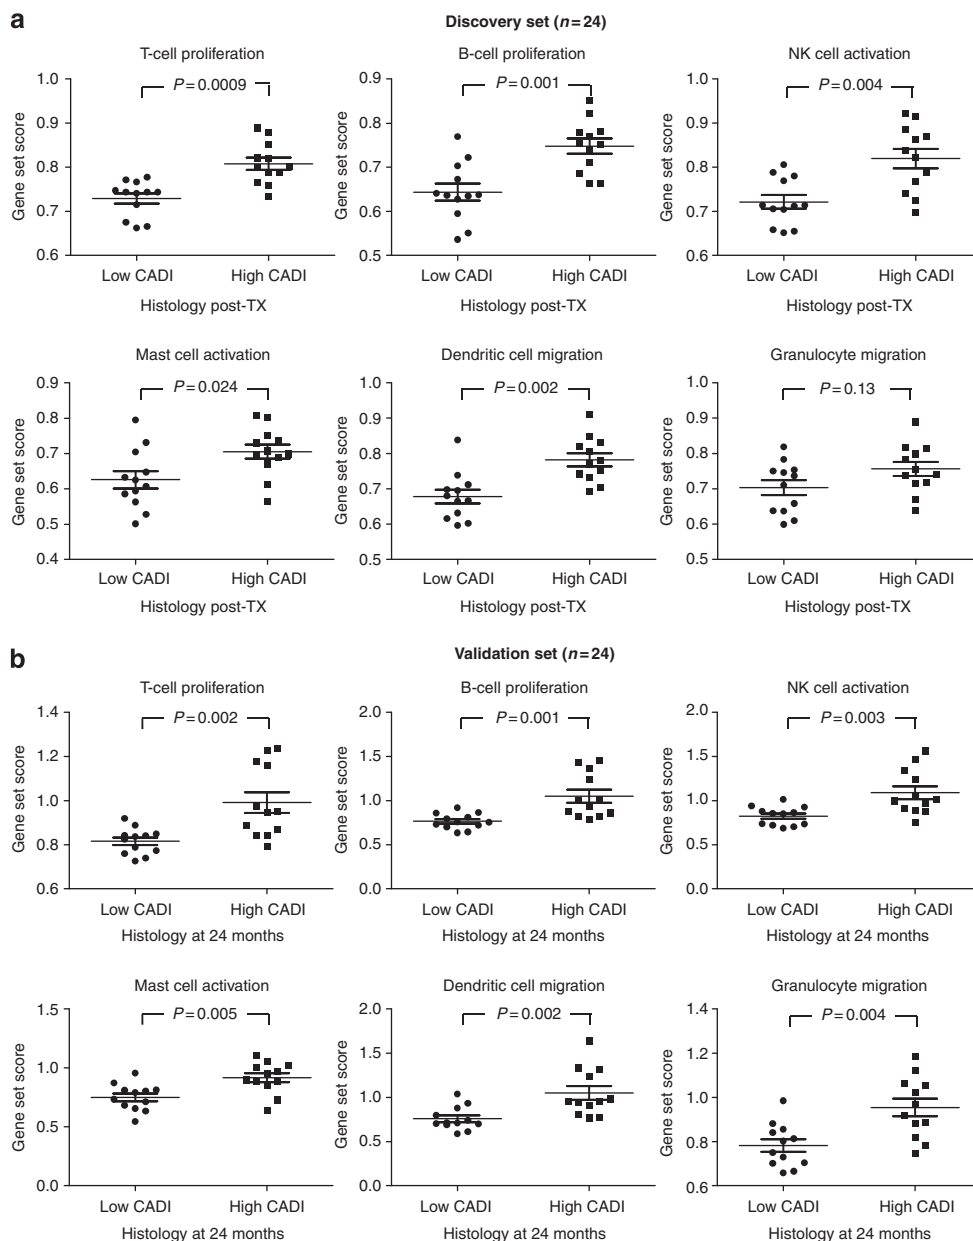 a
Discovery set (n=24)
T-cell proliferation
B-cell proliferation
NK cell activation
P=0.0009
P=0.001
P=0.004
Gene set score
1.0
0.9
0.8
0.7
0.6
Gene set score
0.9
0.8
0.7
0.6
0.5
Gene set score
1.0
0.9
0.8
0.7
0.6
Low CADI High CADI
Low CADI High CADI
Low CADI High CADI
Histology post-TX
Histology post-TX
Histology post-TX
Mast cell activation
Dendritic cell migration
Granulocyte migration
P=0.024
P=0.002
P=0.13
Gene set score
0.9
0.8
0.7
0.6
0.5
0.4
Gene set score
1.0
0.9
0.8
0.7
0.6
0.5
Gene set score
1.0
0.9
0.8
0.7
0.6
0.5
Low CADI High CADI
Low CADI High CADI
Low CADI High CADI
Histology post-TX
Histology post-TX
Histology post-TX
b
Validation set (n=24)
T-cell proliferation
B-cell proliferation
NK cell activation
P=0.002
P=0.001
P=0.003
Gene set score
1.4
1.2
1.0
0.8
0.6
Gene set score
2.0
1.5
1.0
0.5
0.0
Gene set score
2.0
1.5
1.0
0.5
0.0
Low CADI High CADI
Low CADI High CADI
Low CADI High CADI
Histology at 24 months
Histology at 24 months
Histology at 24 months
Mast cell activation
Dendritic cell migration
Granulocyte migration
P=0.005
P=0.002
P=0.004
Gene set score
1.5
1.0
0.5
0.0
Gene set score
2.0
1.5
1.0
0.5
0.0
Gene set score
1.4
1.2
1.0
0.8
0.6
Low CADI High CADI
Low CADI High CADI
Low CADI High CADI
Histology at 24 months
Histology at 24 months
Histology at 24 months